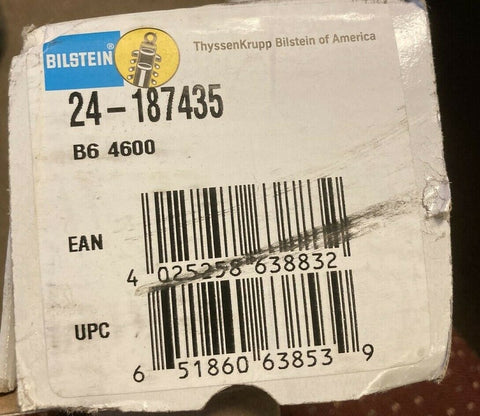 BILSTEIN®
ThyssenKrupp Bilstein of America
24-187435
B6 4600
EAN
4 025258 638832
UPC
6 51860 63853 9